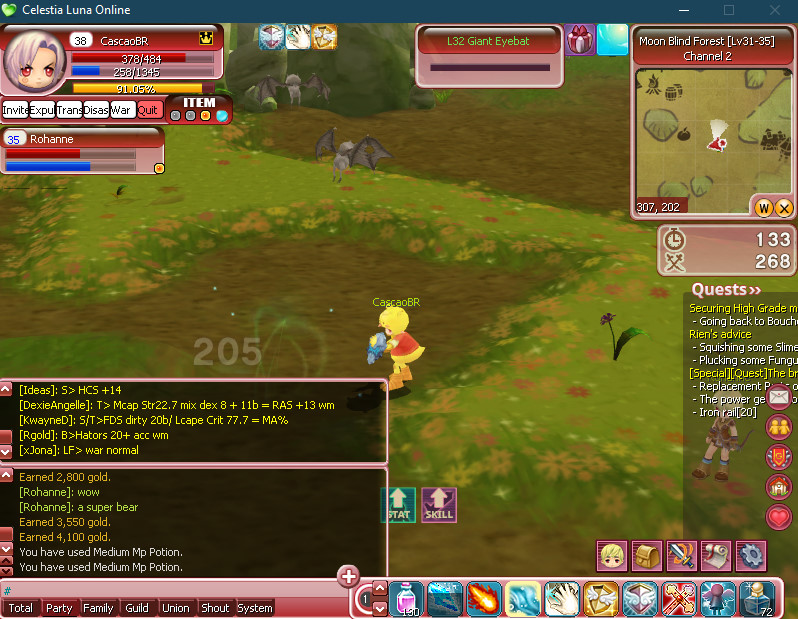 Celestia Luna Online
38 CascaoBR
378/484
258/1345
91.05%
Invite Expu Trans Disas War Quit
ITEM
35 Rohanne
L32 Giant Eyebat
Moon Blind Forest [Lv31-35]
Channel 2
307, 202
W X
133
268
Quests››
Securing High Grade m
- Going back to Bouche
Rien's advice
- Squishing some Slime
- Plucking some Fungu
[Special][Quest]The br
- Replacement
- The power ge
- Iron rail[20]
CascaoBR
205
[Ideas]: S> HCS +14
[DexieAngelle]: T> Mcap Str22.7 mix dex 8 + 11b = RAS +13 wm
[KwayneD]: S/T>FDS dirty 20b/ Lcape Crit 77.7 = MA%
[Rgold]: B>Hators 20+ acc wm
[xJona]: LF> war normal
Earned 2,800 gold.
[Rohanne]: wow
[Rohanne]: a super bear
Earned 3,550 gold.
Earned 4,100 gold.
You have used Medium Mp Potion.
You have used Medium Mp Potion.
STAT SKILL
#
Total Party Family Guild Union Shout System
1
130
72